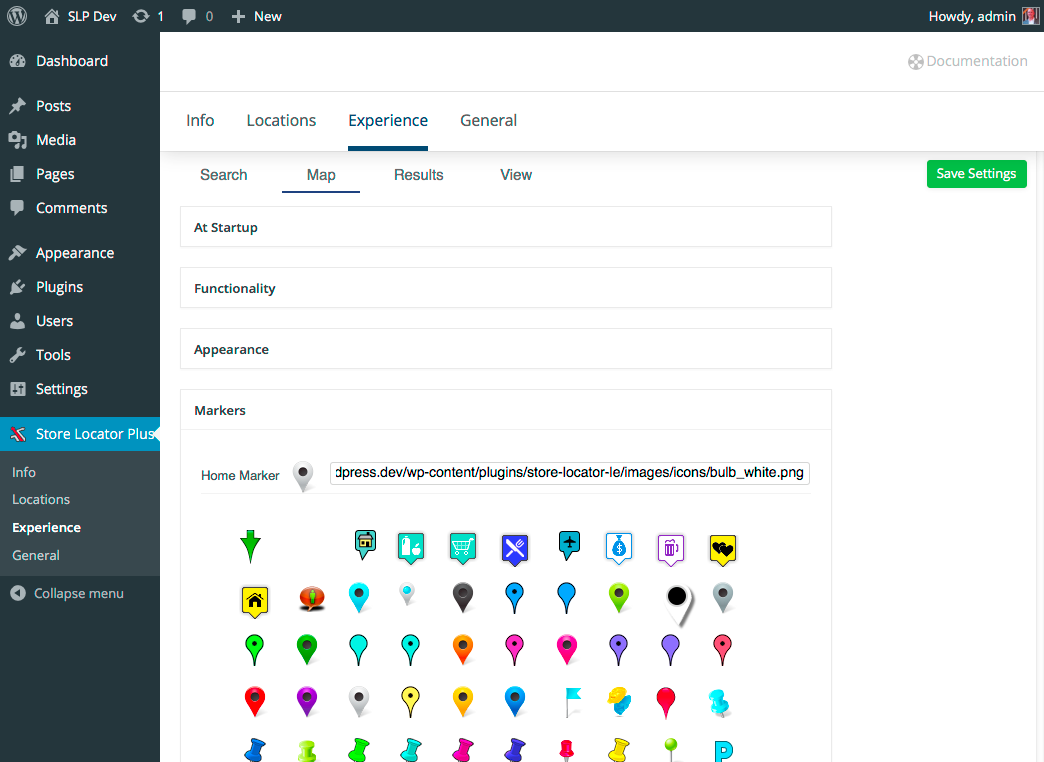 SLP Dev 1 0 New Howdy, admin
Dashboard
Posts
Media
Pages
Comments
Appearance
Plugins
Users
Tools
Settings
Store Locator Plus
Info
Locations
Experience
General
Collapse menu
Documentation
Info Locations Experience General
Search Map Results View Save Settings
At Startup
Functionality
Appearance
Markers
Home Marker dpress.dev/wp-content/plugins/store-locator-le/images/icons/bulb_white.png
P